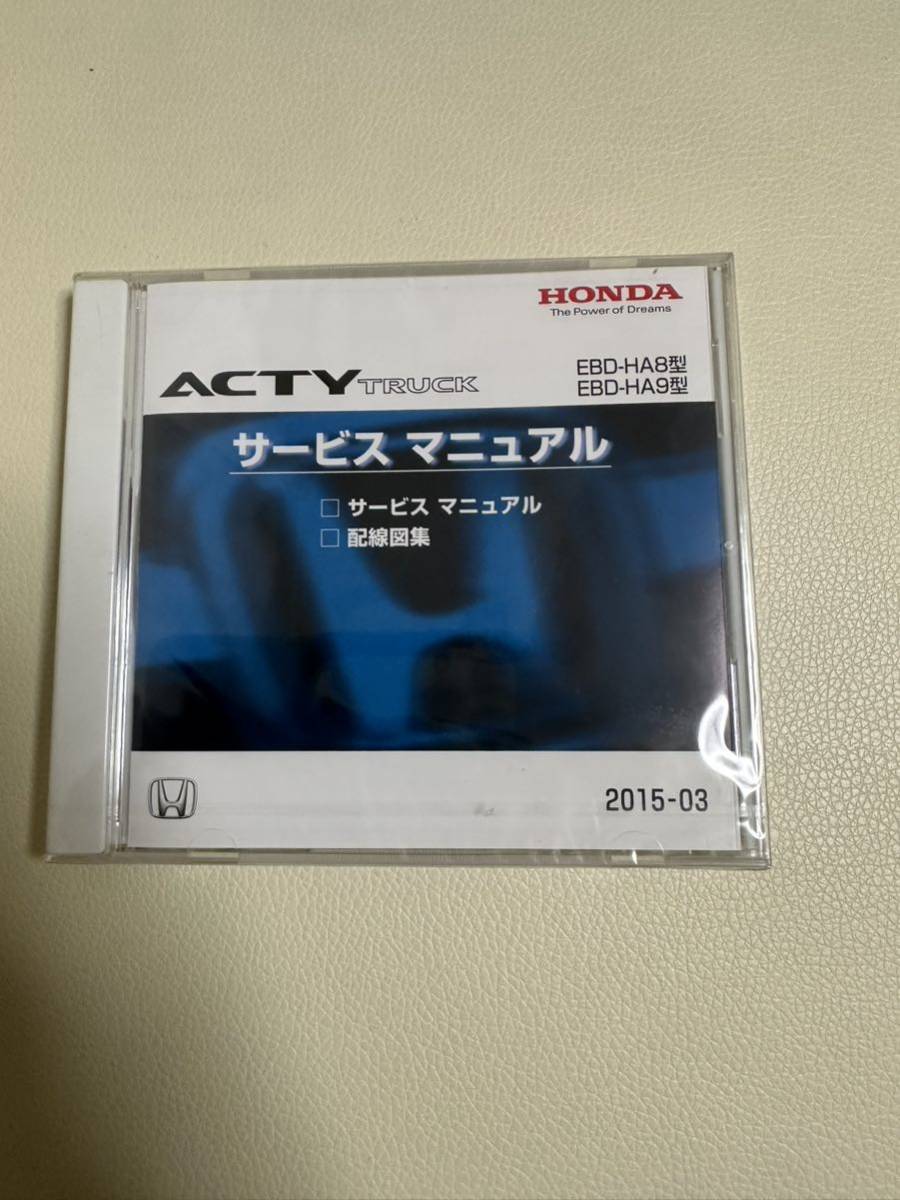 HONDA
The Power of Dreams
ACTY TRUCK
EBD-HA8型
EBD-HA9型
サービス マニュアル
□ サービス マニュアル
□ 配線図集
2015-03